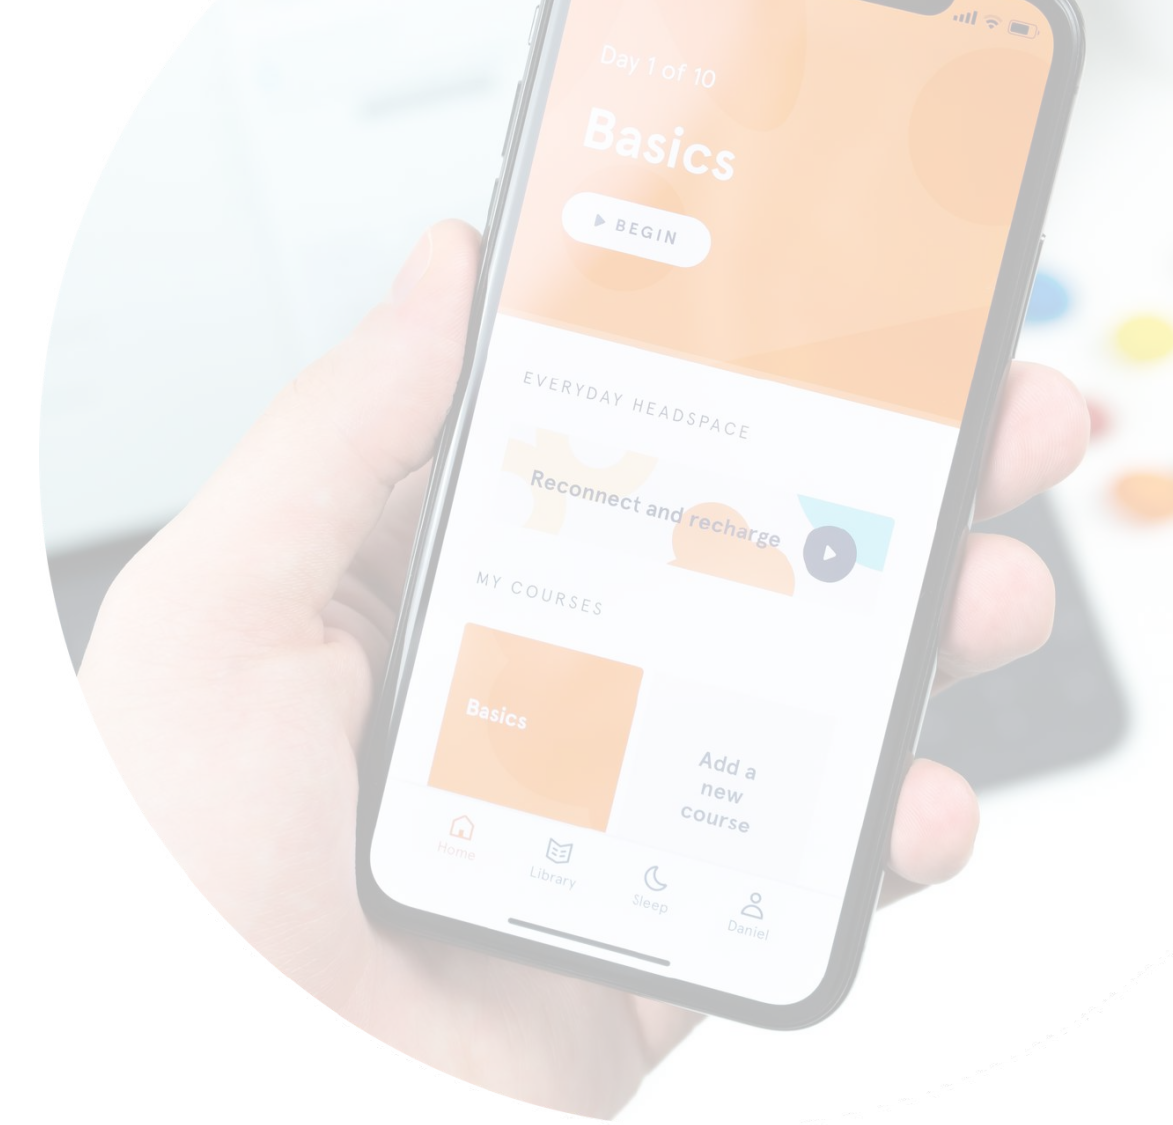 Day 1 of 10
Basics
BEGIN
EVERYDAY HEADSPACE
Reconnect and recharge
MY COURSES
Basics
Add a
new
course
Home
Library
Sleep
Daniel